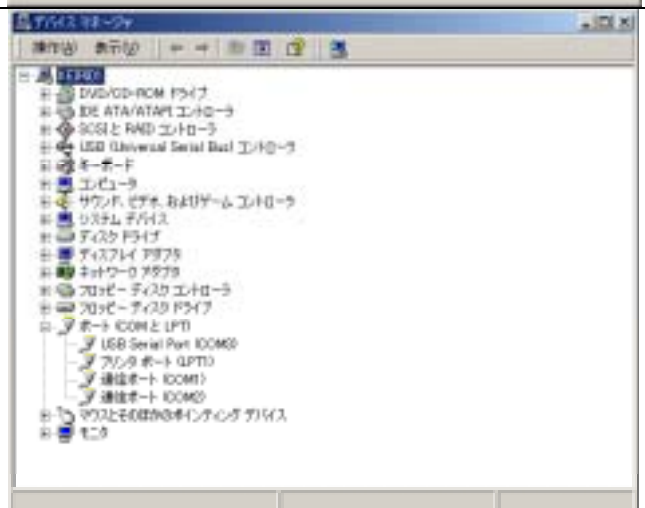 デバイス マネージャ
操作(A) 表示(V)
KEIRO
DVD/CD-ROM ドライブ
IDE ATA/ATAPI コントローラ
SCSI と RAID コントローラ
USB (Universal Serial Bus) コントローラ
キーボード
コンピュータ
サウンド、ビデオ、およびゲーム コントローラ
システム デバイス
ディスク ドライブ
ディスプレイ アダプタ
ネットワーク アダプタ
フロッピー ディスク コントローラ
フロッピー ディスク ドライブ
ポート (COM と LPT)
USB Serial Port (COM3)
プリンタ ポート (LPT1)
通信ポート (COM1)
通信ポート (COM2)
マウスとそのほかのポインティング デバイス
モニタ